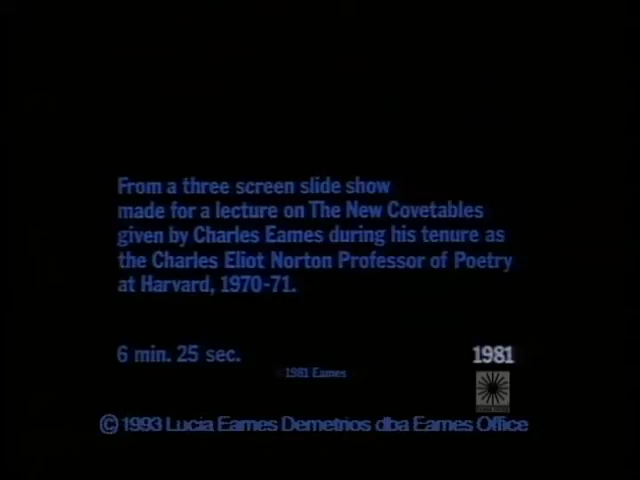 From a three screen slide show
made for a lecture on The New Covetables
given by Charles Eames during his tenure as
the Charles Eliot Norton Professor of Poetry
at Harvard, 1970-71.
6 min. 25 sec.
1981
© 1981 Eames
© 1993 Lucia Eames Demetrios dba Eames Office